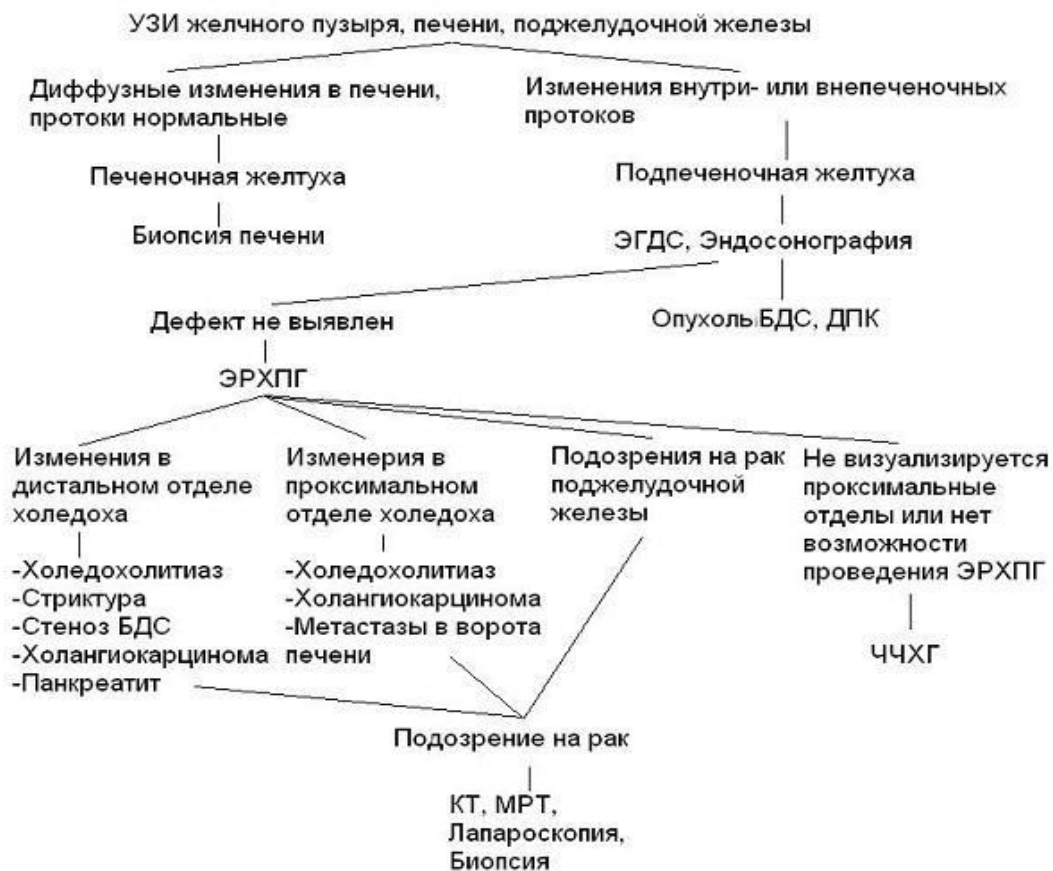 УЗИ желчного пузыря, печени, поджелудочной железы
Диффузные изменения в печени,
протоки нормальные
Изменения внутри- или внепеченочных
протоков
Печеночная желтуха
Подпеченочная желтуха
Биопсия печени
ЭГДС, Эндосонография
Дефект не выявлен
Опухоль БДС, ДПК
ЭРХПГ
Изменения в
дистальном отделе
холедоха
Изменерия в
проксимальном
отделе холедоха
Подозрения на рак
поджелудочной
железы
Не визуализируется
проксимальные
отделы или нет
возможности
проведения ЭРХПГ
-Холедохолитиаз
-Стриктура
-Стеноз БДС
-Холангиокарцинома
-Панкреатит
-Холедохолитиаз
-Холангиокарцинома
-Метастазы в ворота
печени
ЧЧХГ
Подозрение на рак
КТ, МРТ,
Лапароскопия,
Биопсия